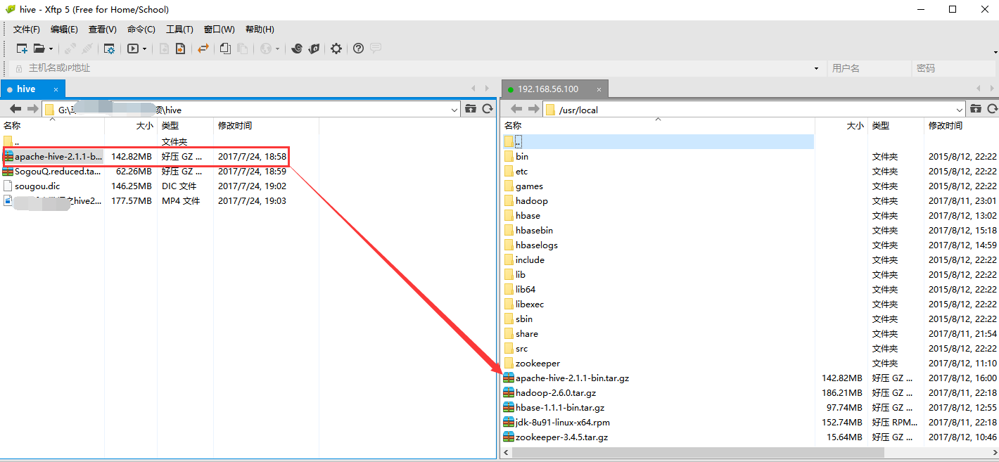 hive - Xftp 5 (Free for Home/School)
文件(F) 编辑(E) 查看(V) 命令(C) 工具(T) 窗口(W) 帮助(H)
主机名或IP地址 用户名 密码
hive × 192.168.56.100 ×
G:\ \hive /usr/local
名称 大小 类型 修改时间 名称 大小 类型 修改时间
.. 文件夹 ..
apache-hive-2.1.1-b... 142.82MB 好压 GZ ... 2017/7/24, 18:58 bin 文件夹 2015/8/12, 22:22
SogouQ.reduced.ta... 62.26MB 好压 GZ ... 2017/7/24, 18:59 etc 文件夹 2015/8/12, 22:22
sougou.dic 146.25MB DIC 文件 2017/7/24, 19:02 games 文件夹 2015/8/12, 22:22
hive2... 177.57MB MP4 文件 2017/7/24, 19:03 hadoop 文件夹 2017/8/11, 23:01
hbase 文件夹 2017/8/12, 13:02
hbasebin 文件夹 2017/8/12, 15:18
hbaselogs 文件夹 2017/8/12, 14:59
include 文件夹 2015/8/12, 22:22
lib 文件夹 2015/8/12, 22:22
lib64 文件夹 2015/8/12, 22:22
libexec 文件夹 2015/8/12, 22:22
sbin 文件夹 2015/8/12, 22:22
share 文件夹 2017/8/11, 21:54
src 文件夹 2015/8/12, 22:22
zookeeper 文件夹 2017/8/12, 11:10
apache-hive-2.1.1-bin.tar.gz 142.82MB 好压 GZ ... 2017/8/12, 16:00
hadoop-2.6.0.tar.gz 186.21MB 好压 GZ ... 2017/8/11, 22:18
hbase-1.1.1-bin.tar.gz 97.74MB 好压 GZ ... 2017/8/12, 12:55
jdk-8u91-linux-x64.rpm 152.74MB 好压 RPM... 2017/8/11, 22:18
zookeeper-3.4.5.tar.gz 15.64MB 好压 GZ ... 2017/8/12, 10:46